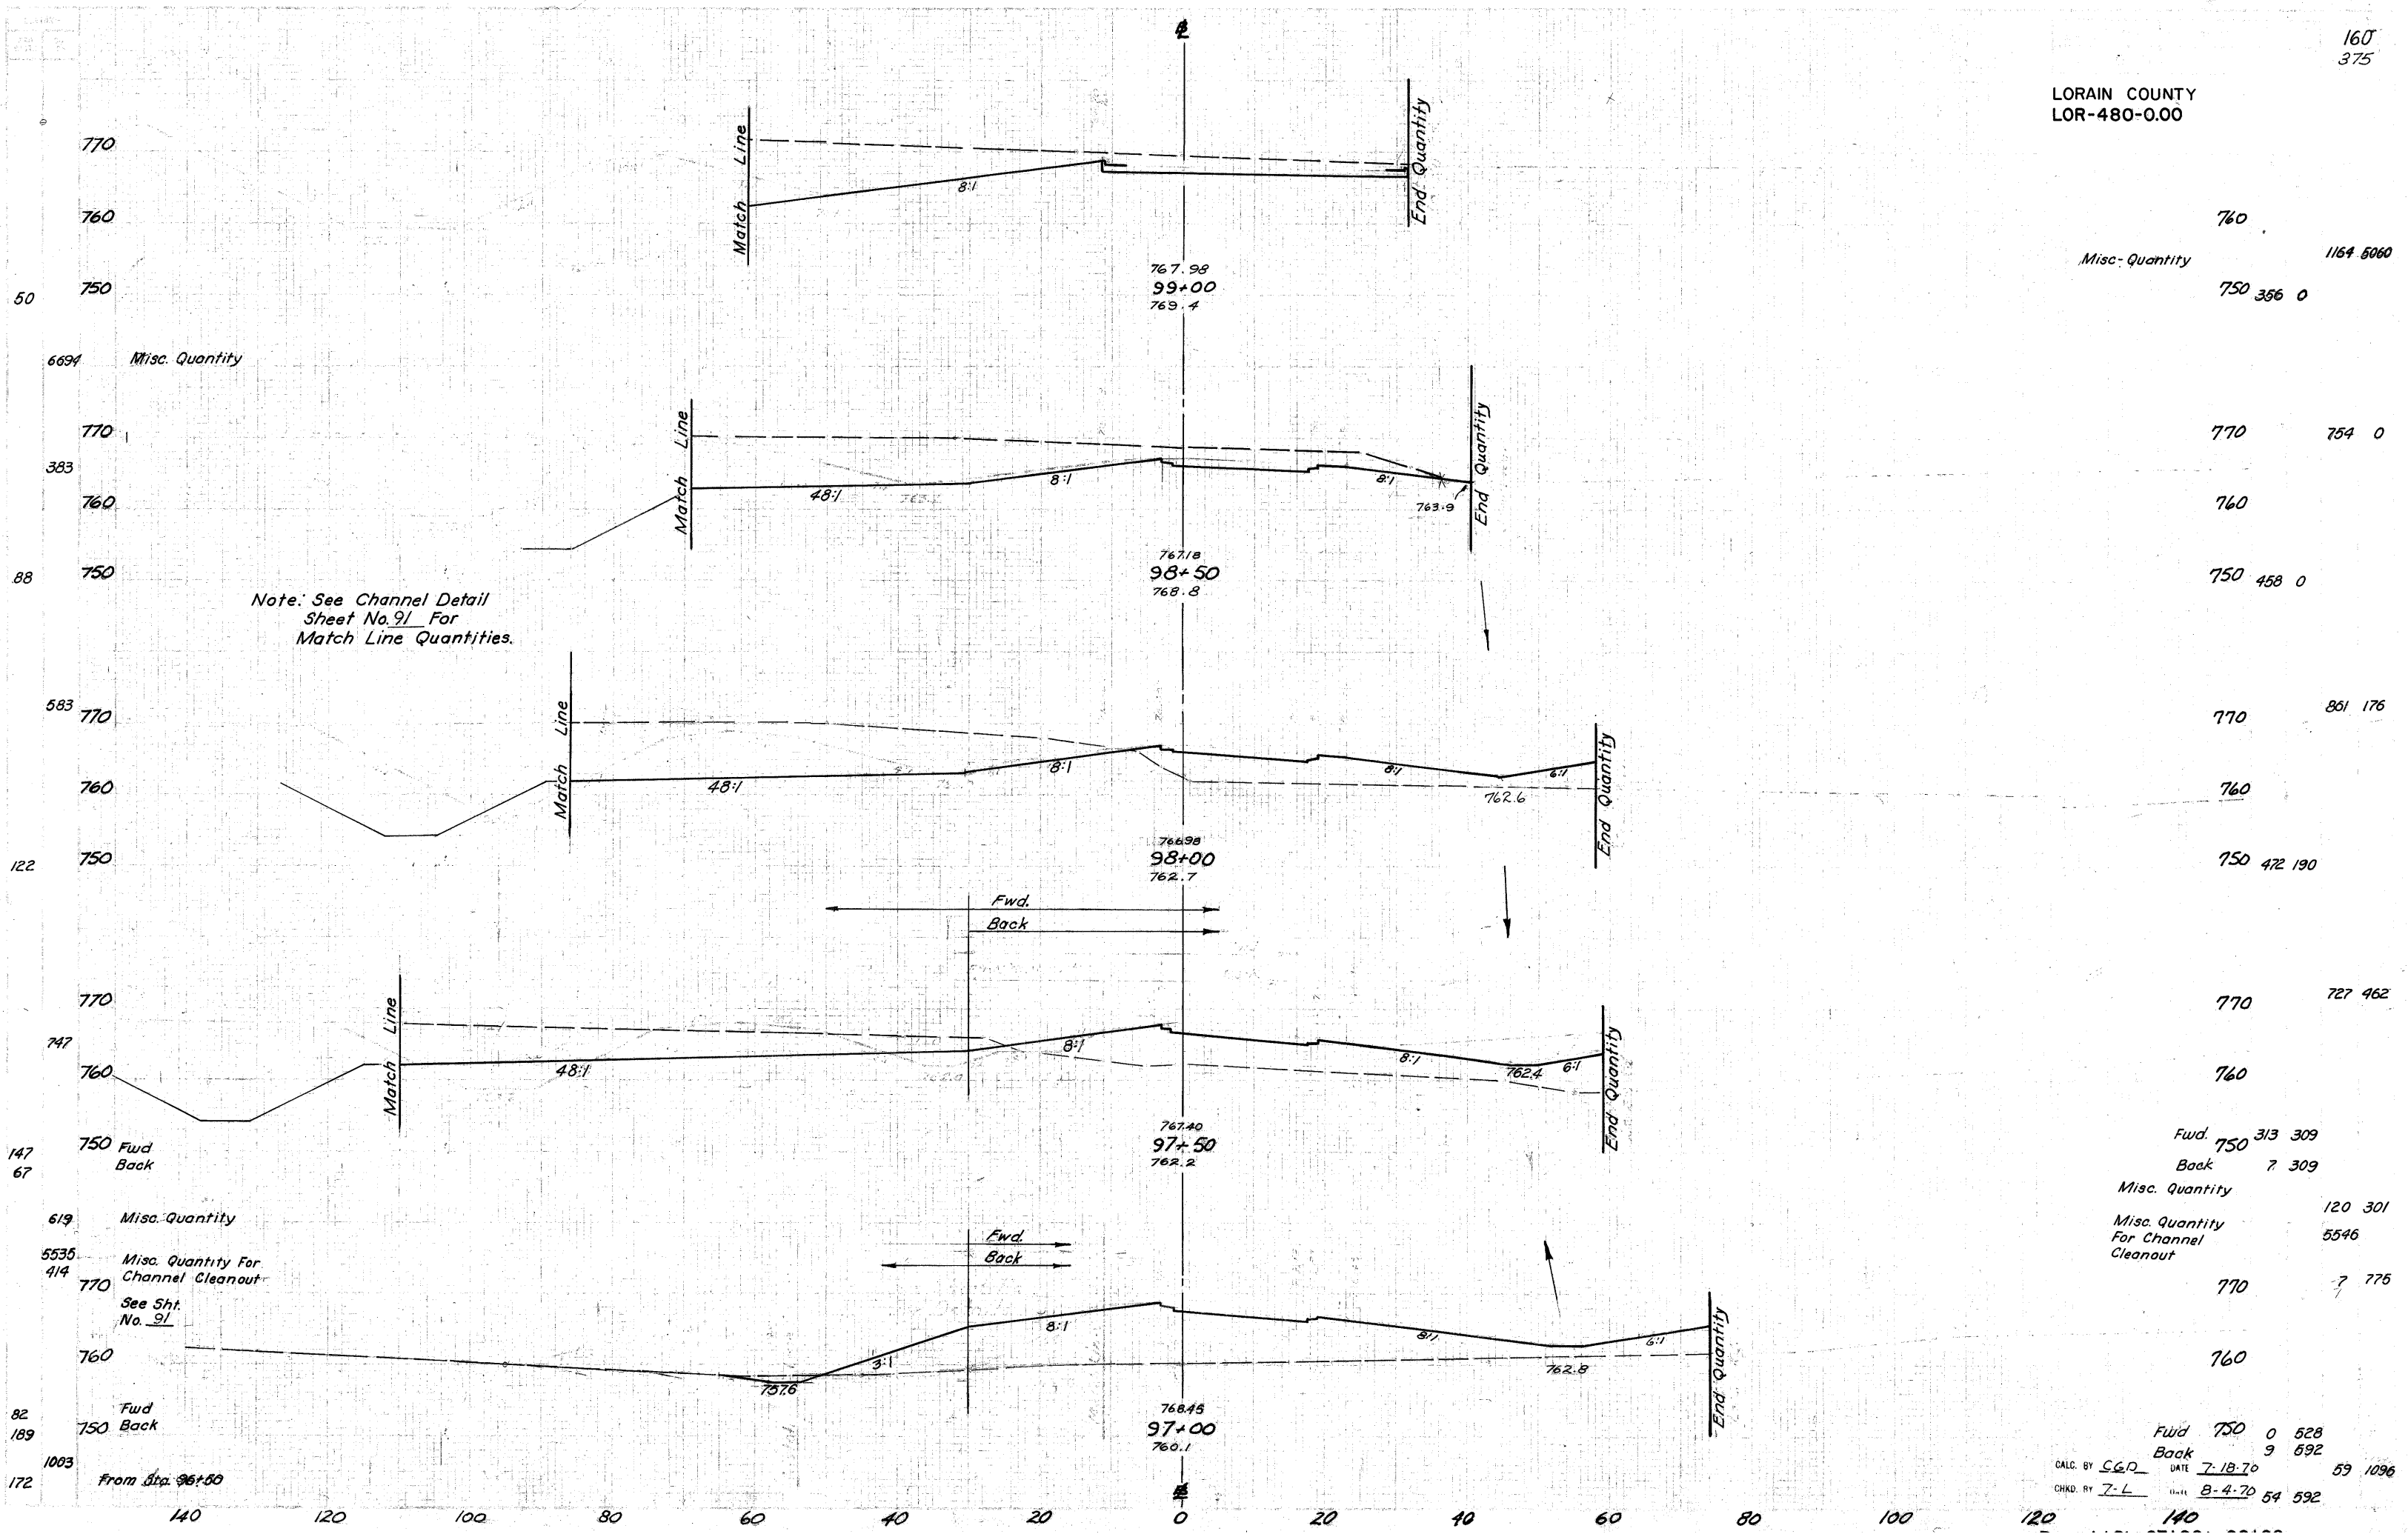 160
375
LORAIN COUNTY
LOR-480-0.00
770
Match Line
8:1
End Quantity
760
760
Misc-Quantity 1164 5060
767.98
50 750 99+00 750 356 0
769.4
6694 Misc. Quantity
770 Match Line End Quantity 770 754 0
383
48:1 8:1 8:1
760 763.9 760
767.18
88 750 98+50 750 458 0
768.8
Note: See Channel Detail
Sheet No. 91 For
Match Line Quantities.
583 770 Match Line End Quantity 770 861 176
8:1 8:1 6:1
760 48:1 762.6 760
766.98
122 750 98+00 750 472 190
762.7
Fwd.
Back
770 Match Line End Quantity 770 727 462
747
8:1 8:1
760 48:1 762.4 6:1 760
767.40
147 750 Fwd 97+50 Fwd. 750 313 309
67 Back 762.2 Back 7 309
Misc. Quantity
619 Misc. Quantity 120 301
Fwd.
Back
Misc. Quantity
For Channel 5546
Cleanout
5535 Misc. Quantity For
414 Channel Cleanout
770 770 7 775
See Sht.
No. 91
8:1 8:1 6:1 End Quantity
760 3:1 762.8 760
757.6
82 Fwd 768.45 Fwd 750 0 528
189 750 Back 97+00 Back 9 592
760.1
1003
172 From Sta. 96+50
CALC. BY CGD DATE 7-18-70 59 1096
CHKD. BY DATE 8-4-70 54 592
140 120 100 80 60 40 20 0 20 40 60 80 100 120 140